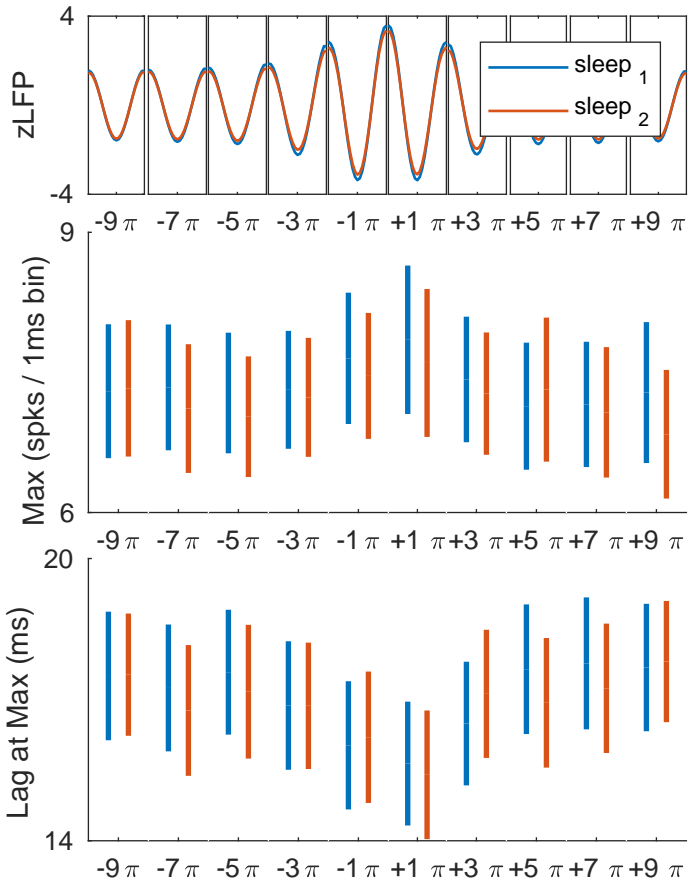 4
zLFP
-4
sleep 1
sleep 2
-9 π -7 π -5 π -3 π -1 π +1 π +3 π +5 π +7 π +9 π
9
Max (spks / 1ms bin)
6
-9 π -7 π -5 π -3 π -1 π +1 π +3 π +5 π +7 π +9 π
20
Lag at Max (ms)
14
-9 π -7 π -5 π -3 π -1 π +1 π +3 π +5 π +7 π +9 π